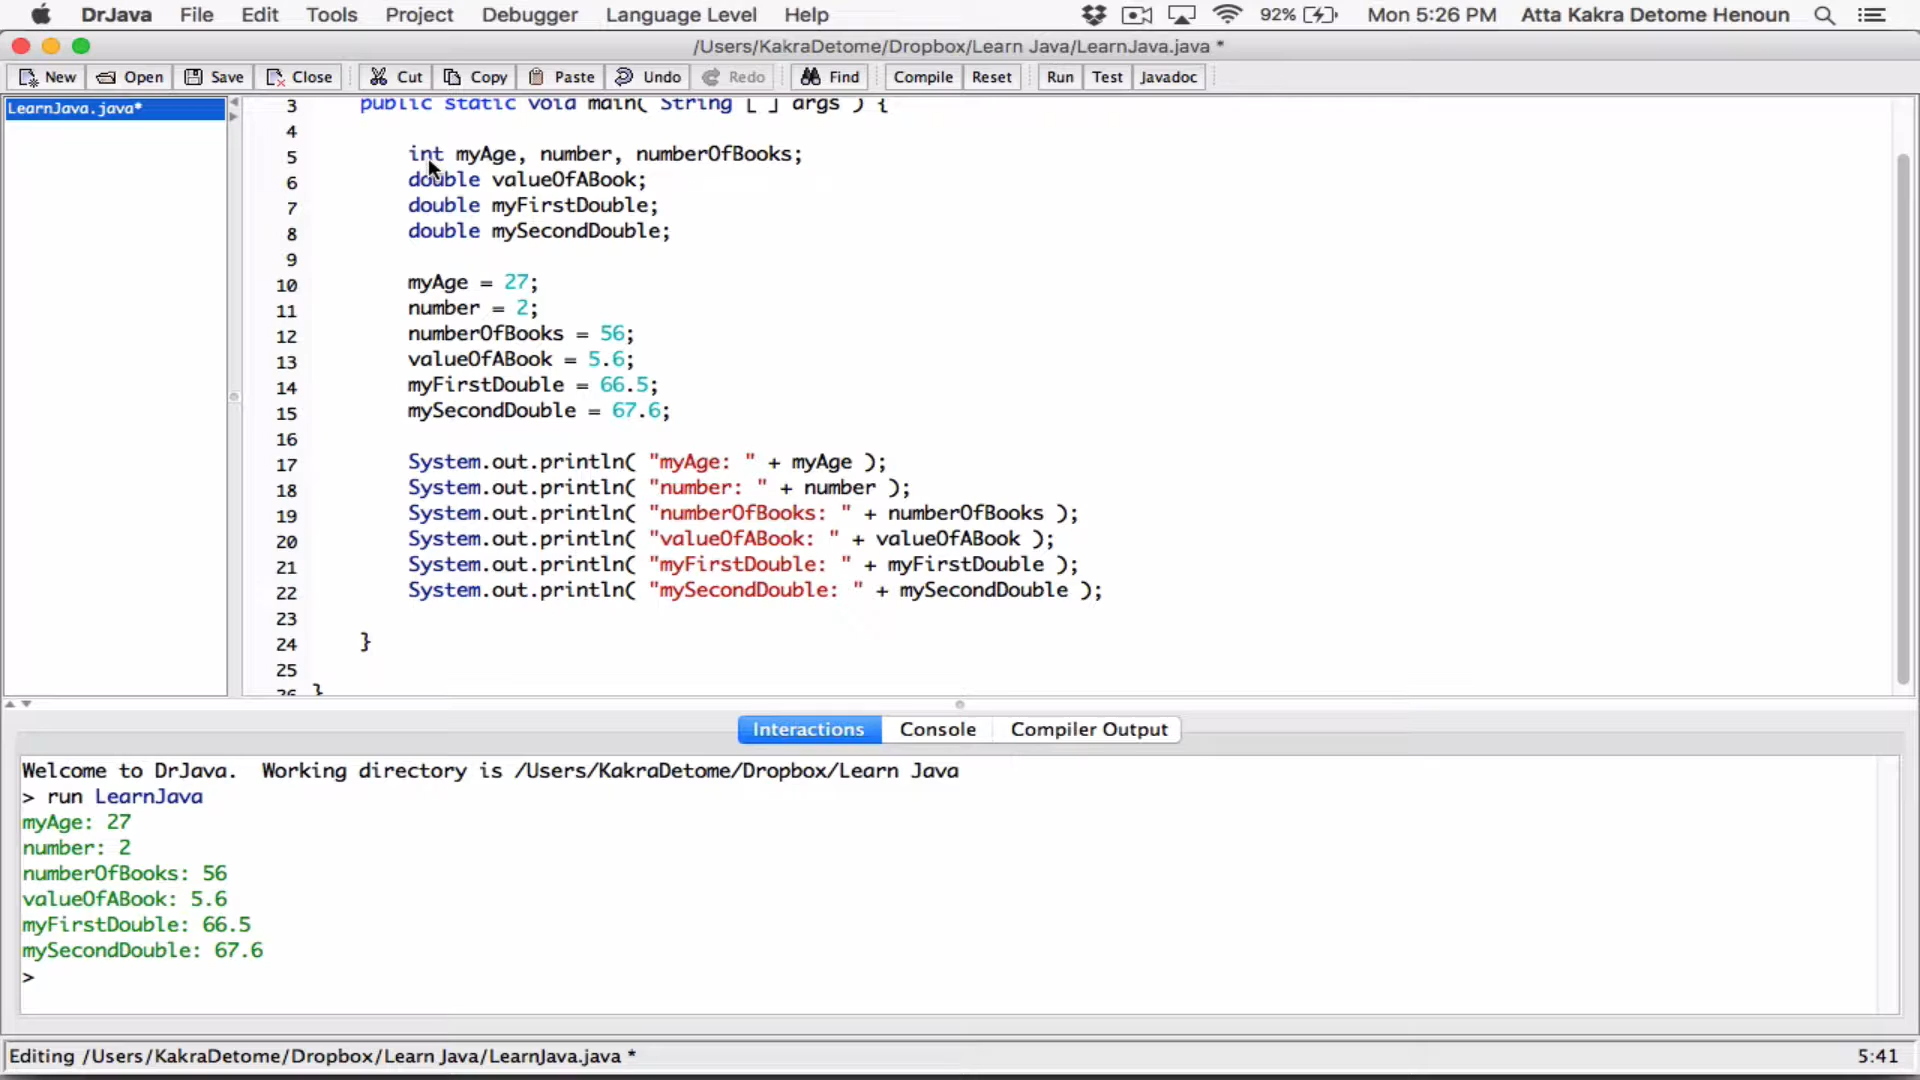 DrJava File Edit Tools Project Debugger Language Level Help 92% Mon 5:26 PM Atta Kakra Detome Henoun
/Users/KakraDetome/Dropbox/Learn Java/LearnJava.java *
New Open Save Close Cut Copy Paste Undo Redo Find Compile Reset Run Test Javadoc
LearnJava.java*
3 public static void main( String [ ] args ) {
4
5 int myAge, number, numberOfBooks;
6 double valueOfABook;
7 double myFirstDouble;
8 double mySecondDouble;
9
10 myAge = 27;
11 number = 2;
12 numberOfBooks = 56;
13 valueOfABook = 5.6;
14 myFirstDouble = 66.5;
15 mySecondDouble = 67.6;
16
17 System.out.println( "myAge: " + myAge );
18 System.out.println( "number: " + number );
19 System.out.println( "numberOfBooks: " + numberOfBooks );
20 System.out.println( "valueOfABook: " + valueOfABook );
21 System.out.println( "myFirstDouble: " + myFirstDouble );
22 System.out.println( "mySecondDouble: " + mySecondDouble );
23
24 }
25
26 }
Interactions Console Compiler Output
Welcome to DrJava. Working directory is /Users/KakraDetome/Dropbox/Learn Java
> run LearnJava
myAge: 27
number: 2
numberOfBooks: 56
valueOfABook: 5.6
myFirstDouble: 66.5
mySecondDouble: 67.6
>
Editing /Users/KakraDetome/Dropbox/Learn Java/LearnJava.java * 5:41